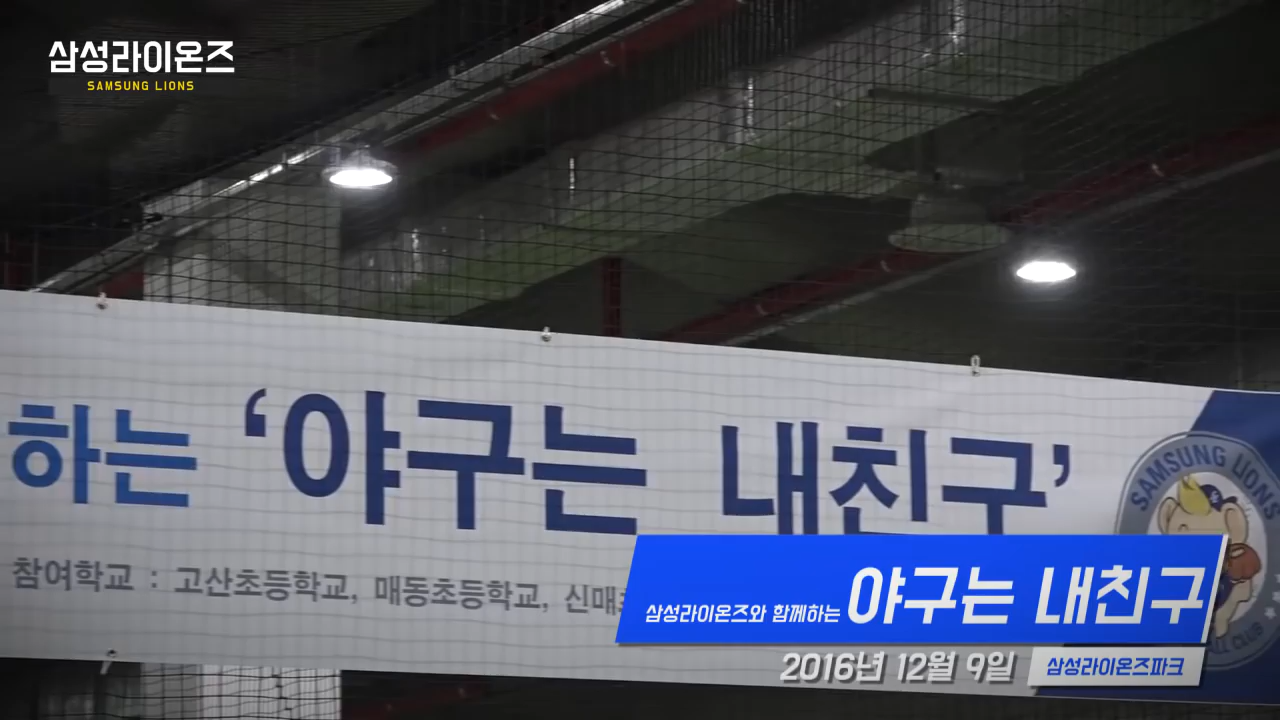 삼성라이온즈
SAMSUNG LIONS
하는 ‘야구는 내친구’
SAMSUNG LIONS
참여학교 : 고산초등학교, 매동초등학교, 신매
삼성라이온즈와 함께하는 야구는 내친구
CLUB
2016년 12월 9일 삼성라이온즈파크